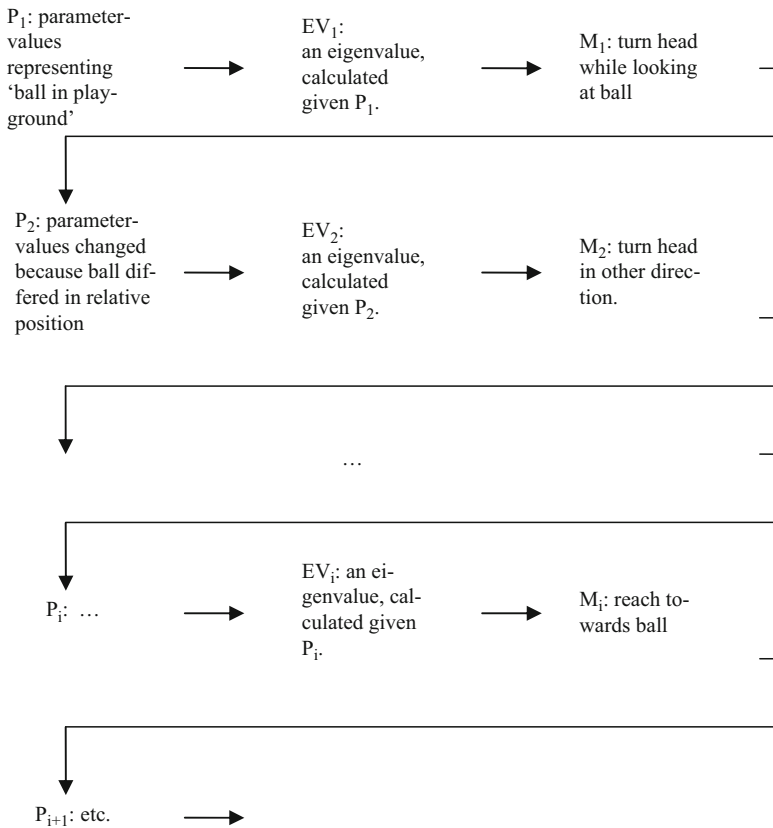 P₁: parameter-
values
representing
‘ball in play-
ground’
EV₁:
an eigenvalue,
calculated
given P₁.
M₁: turn head
while looking
at ball
P₂: parameter-
values changed
because ball dif-
fered in relative
position
EV₂:
an eigenvalue,
calculated
given P₂.
M₂: turn head
in other direc-
tion.
…
Pᵢ: …
EVᵢ: an ei-
genvalue, cal-
culated given
Pᵢ.
Mᵢ: reach to-
wards ball
Pᵢ₊₁: etc.